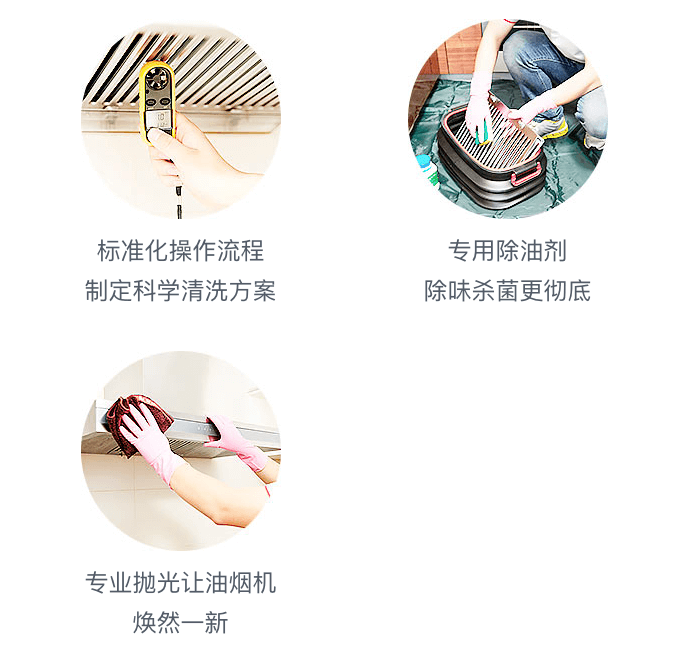 标准化操作流程
制定科学清洗方案
专用除油剂
除味杀菌更彻底
专业抛光让油烟机
焕然一新